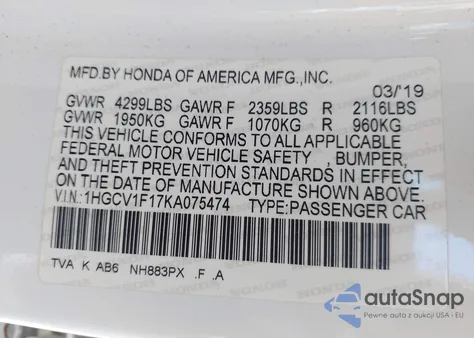 MFD.BY HONDA OF AMERICA MFG.,INC.
03/'19
GVWR 4299LBS GAWR F 2359LBS R 2116LBS
GVWR 1950KG GAWR F 1070KG R 960KG
THIS VEHICLE CONFORMS TO ALL APPLICABLE
FEDERAL MOTOR VEHICLE SAFETY , BUMPER,
AND THEFT PREVENTION STANDARDS IN EFFECT
ON THE DATE OF MANUFACTURE SHOWN ABOVE.
V.I.N.:1HGCV1F17KA075474 TYPE:PASSENGER CAR
TVA K AB6 NH883PX .F .A
autoSnap
Pewne auta z USA i EU